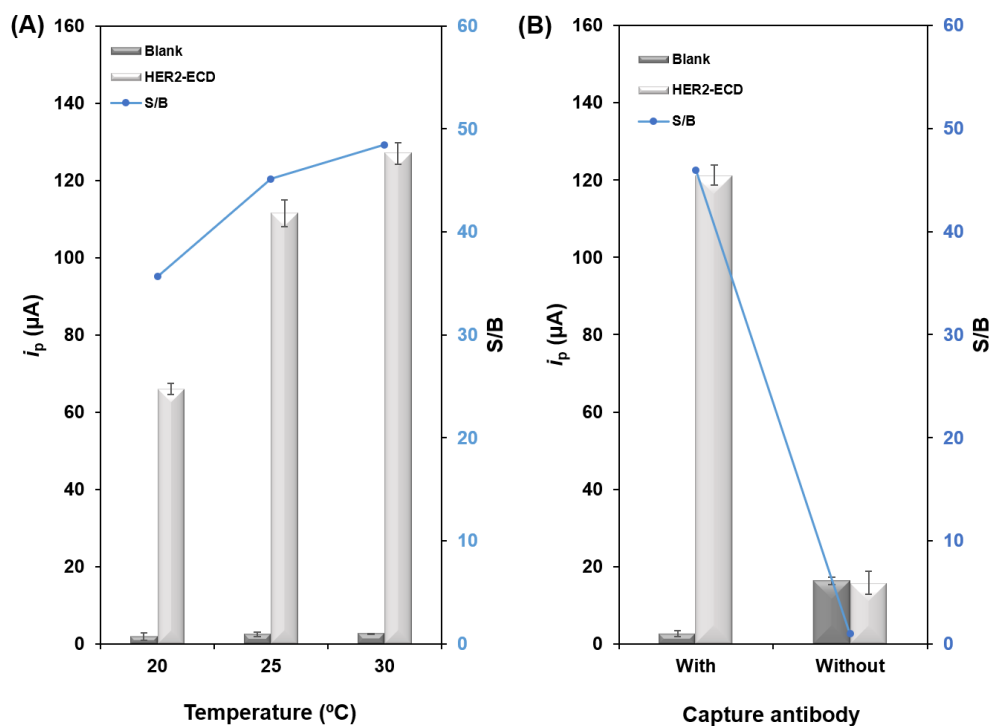 (A)
160
140
120
100
80
60
40
20
0
iₚ (µA)
Blank
HER2-ECD
S/B
60
50
40
30
20
10
0
S/B
20 25 30
Temperature (ºC)
(B)
160
140
120
100
80
60
40
20
0
iₚ (µA)
Blank
HER2-ECD
S/B
60
50
40
30
20
10
0
S/B
With Without
Capture antibody